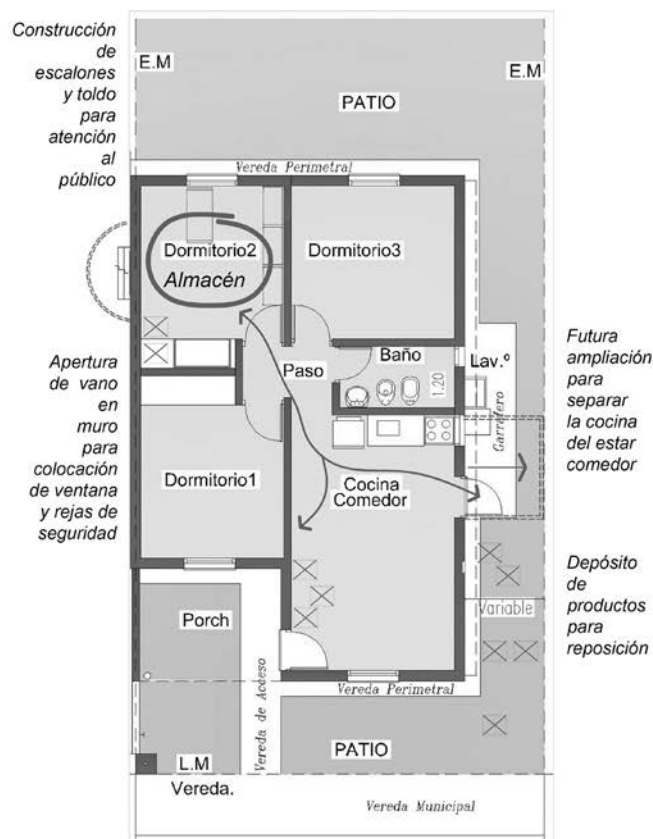 Construcción
de
escalones
y toldo
para
atención
al
público
E.M
E.M
PATIO
Vereda Perimetral
Dormitorio2
Almacén
Dormitorio3
Apertura
de vano
en
muro
para
colocación
de ventana
y rejas de
seguridad
Paso
Baño
1.20
Lav.º
Garrafero
Futura
ampliación
para
separar
la cocina
del estar
comedor
Dormitorio1
Cocina
Comedor
Depósito
de
productos
para
reposición
Variable
Porch
Vereda de Acceso
Vereda Perimetral
PATIO
L.M
Vereda.
Vereda Municipal